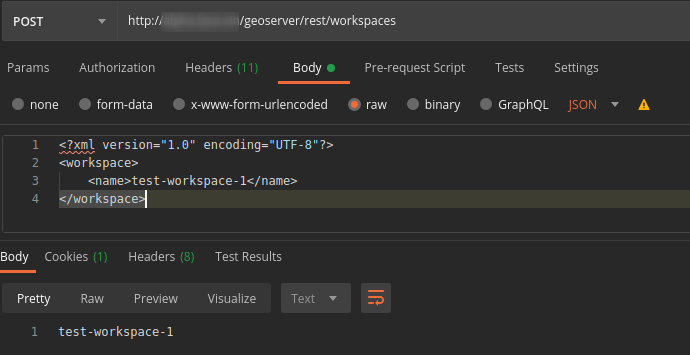 POST http:// /geoserver/rest/workspaces
Params Authorization Headers (11) Body Pre-request Script Tests Settings
none form-data x-www-form-urlencoded raw binary GraphQL JSON
1 <?xml version="1.0" encoding="UTF-8"?>
2 <workspace>
3 <name>test-workspace-1</name>
4 </workspace>
Body Cookies (1) Headers (8) Test Results
Pretty Raw Preview Visualize Text
1 test-workspace-1